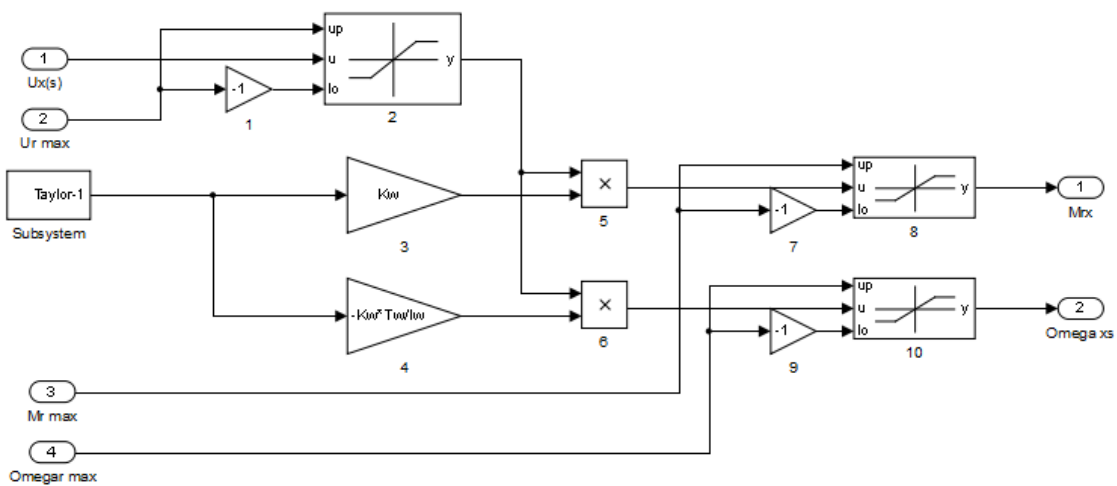 up
1
u
y
Ux(s)
-1
lo
2
1
2
Ur max
up
×
Taylor-1
Kw
u
y
1
5
-1
lo
Subsystem
Mrx
3
7
8
up
×
-Kw*Tw/Iw
u
y
2
6
-1
lo
Omega xs
4
9
10
3
Mr max
4
Omegar max